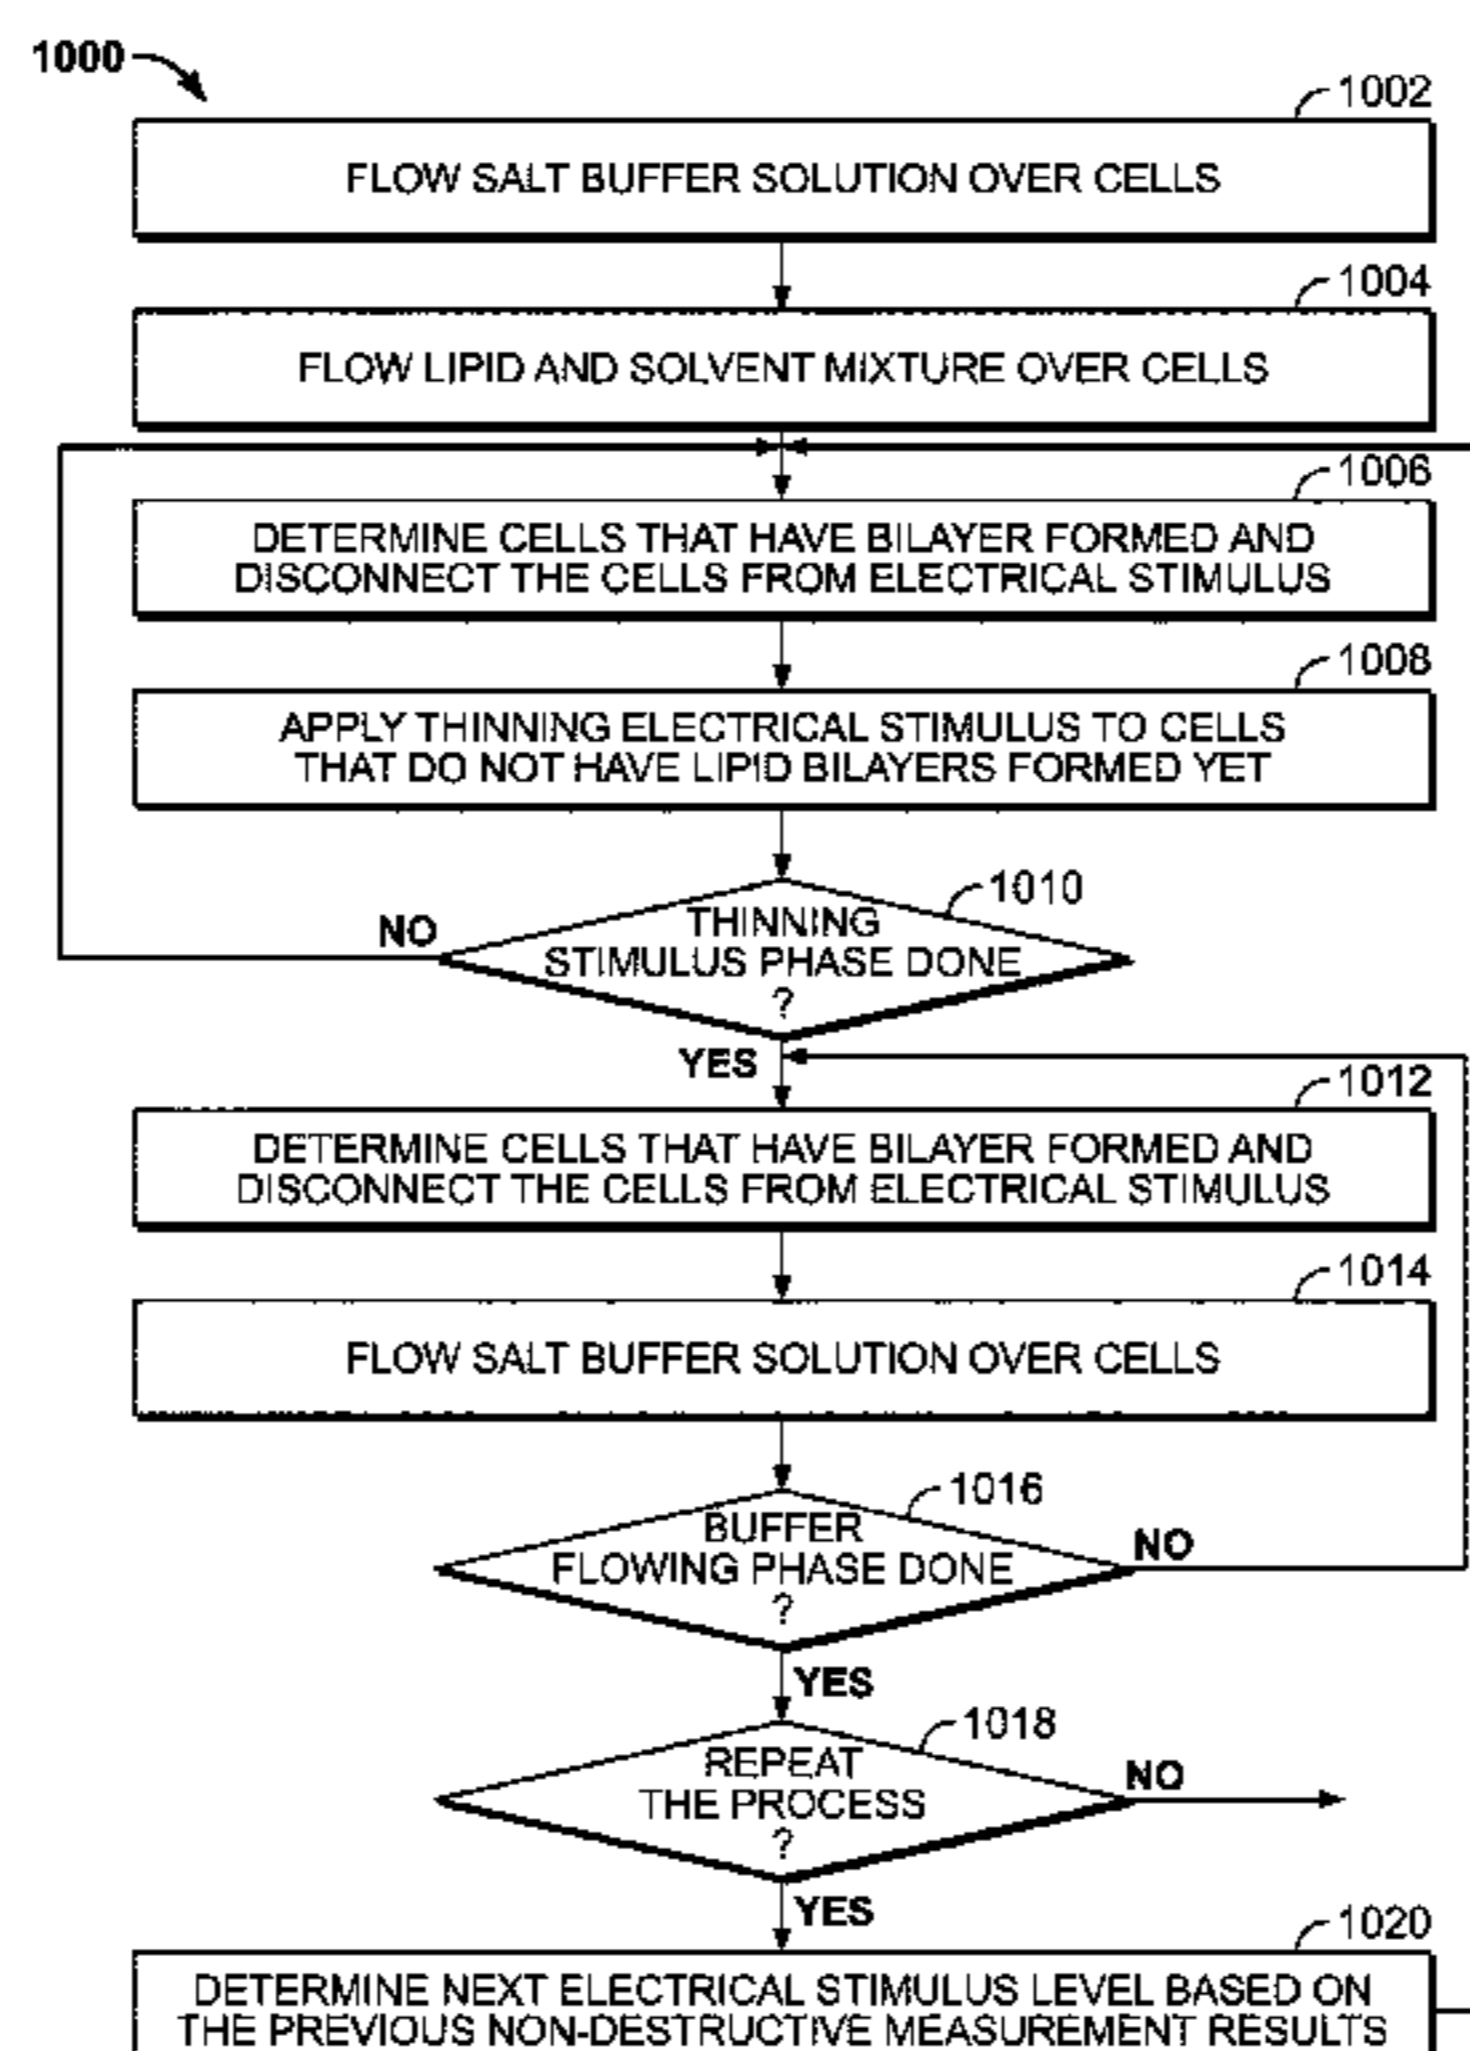 1000
1002
FLOW SALT BUFFER SOLUTION OVER CELLS
1004
FLOW LIPID AND SOLVENT MIXTURE OVER CELLS
1006
DETERMINE CELLS THAT HAVE BILAYER FORMED AND
DISCONNECT THE CELLS FROM ELECTRICAL STIMULUS
1008
APPLY THINNING ELECTRICAL STIMULUS TO CELLS
THAT DO NOT HAVE LIPID BILAYERS FORMED YET
1010
THINNING
STIMULUS PHASE DONE
?
NO
YES
1012
DETERMINE CELLS THAT HAVE BILAYER FORMED AND
DISCONNECT THE CELLS FROM ELECTRICAL STIMULUS
1014
FLOW SALT BUFFER SOLUTION OVER CELLS
1016
BUFFER
FLOWING PHASE DONE
?
NO
YES
1018
REPEAT
THE PROCESS
?
NO
YES
1020
DETERMINE NEXT ELECTRICAL STIMULUS LEVEL BASED ON
THE PREVIOUS NON-DESTRUCTIVE MEASUREMENT RESULTS